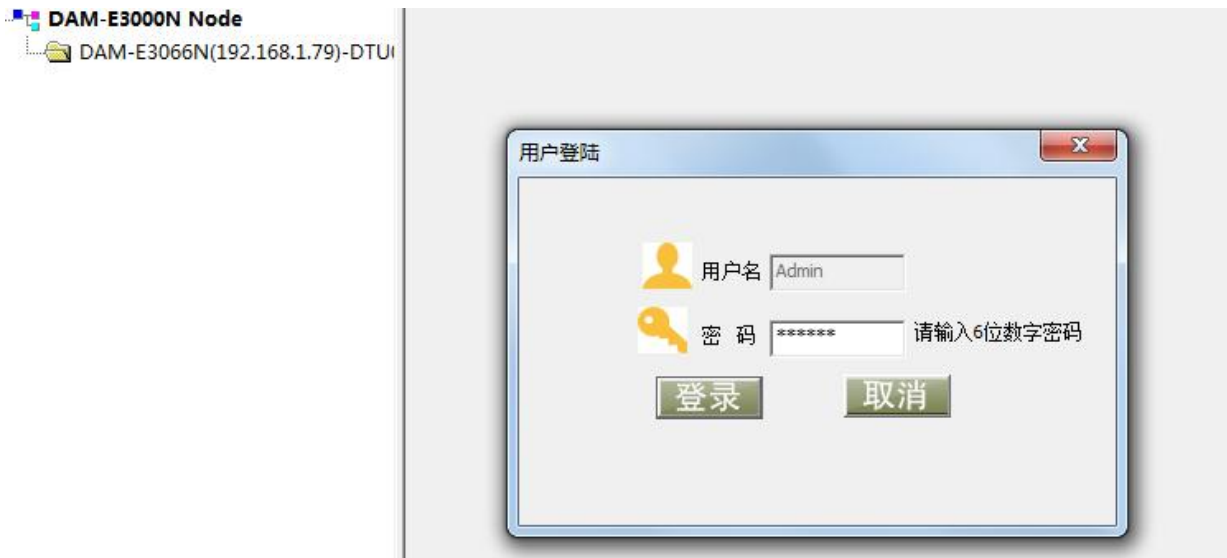 DAM-E3000N Node
DAM-E3066N(192.168.1.79)-DTU
用户登陆
用户名 Admin
密 码 ****** 请输入6位数字密码
登录 取消